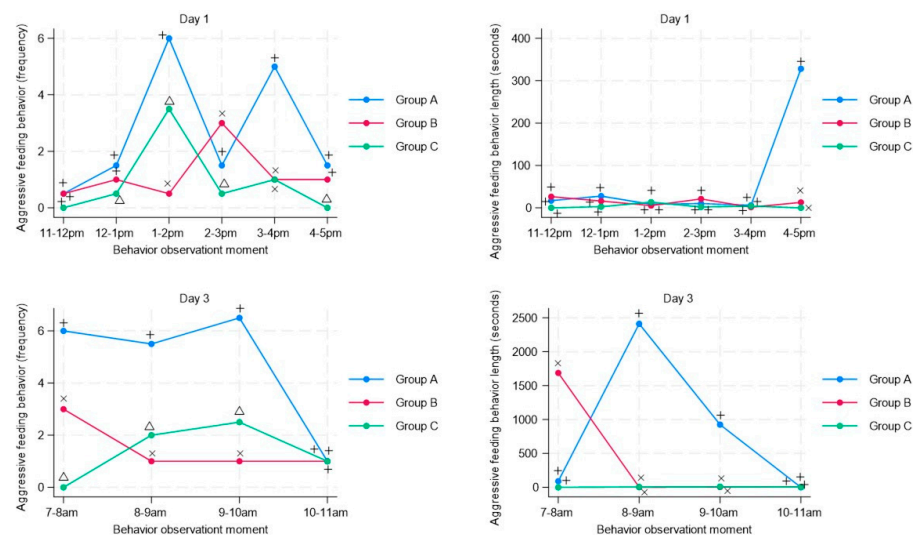 Day 1
Aggressive feeding behavior (frequency)
6
4
2
0
11-12pm 12-1pm 1-2pm 2-3pm 3-4pm 4-5pm
Behavior observationt moment
Group A
Group B
Group C
Day 1
Aggressive feeding behavior length (seconds)
400
300
200
100
0
11-12pm 12-1pm 1-2pm 2-3pm 3-4pm 4-5pm
Behavior observationt moment
Group A
Group B
Group C
Day 3
Aggressive feeding behavior (frequency)
6
4
2
0
7-8am 8-9am 9-10am 10-11am
Behavior observationt moment
Group A
Group B
Group C
Day 3
Aggressive feeding behavior length (seconds)
2500
2000
1500
1000
500
0
7-8am 8-9am 9-10am 10-11am
Behavior observationt moment
Group A
Group B
Group C